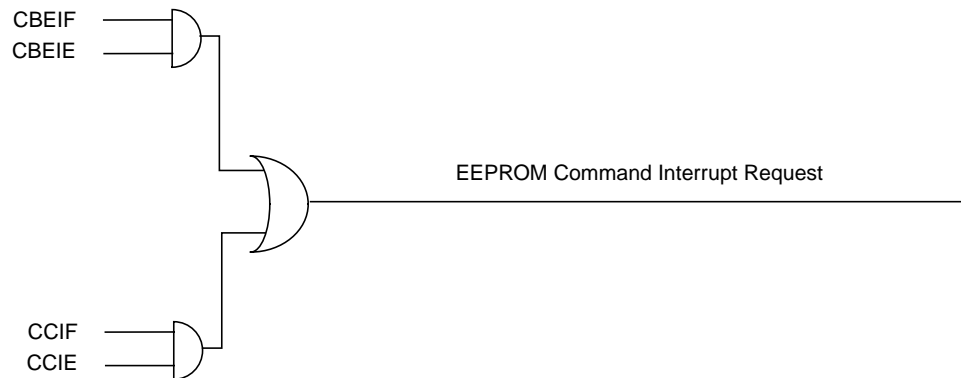 CBEIF
CBEIE
EEPROM Command Interrupt Request
CCIF
CCIE